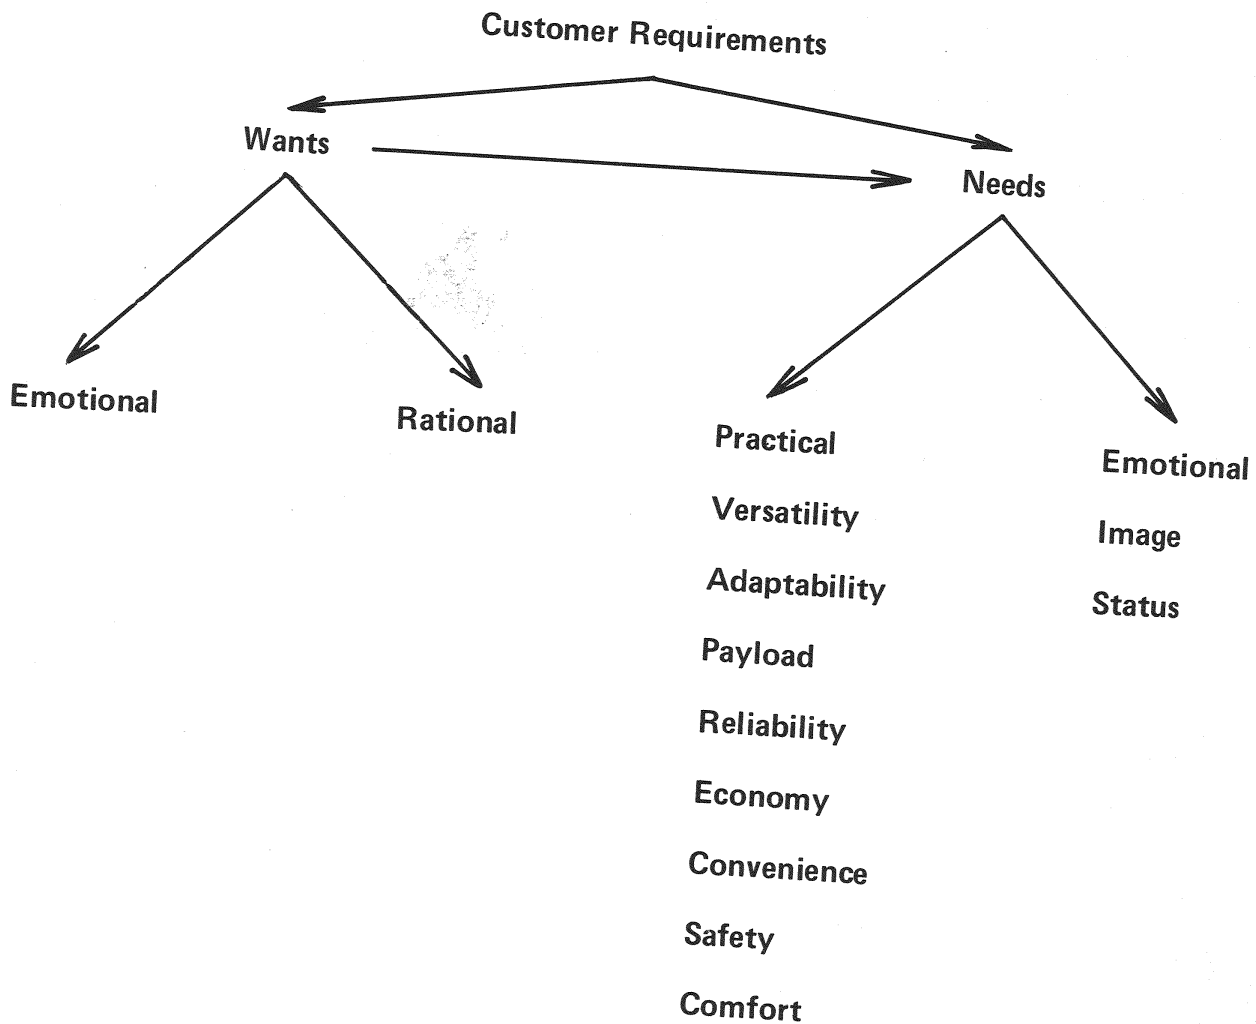 Customer Requirements
Wants
Needs
Emotional
Rational
Practical
Versatility
Adaptability
Payload
Reliability
Economy
Convenience
Safety
Comfort
Emotional
Image
Status